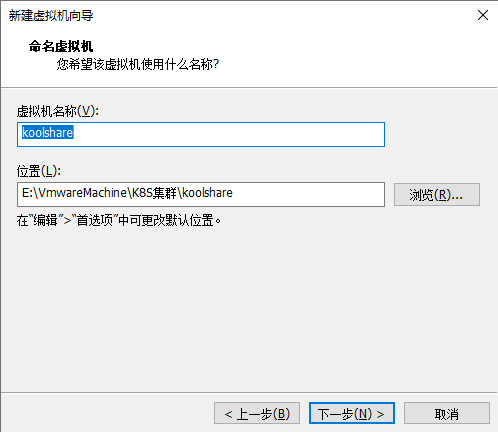 新建虚拟机向导
命名虚拟机
您希望该虚拟机使用什么名称?
虚拟机名称(V):
koolshare
位置(L):
E:\VmwareMachine\K8S集群\koolshare
浏览(R)...
在“编辑”>“首选项”中可更改默认位置。
< 上一步(B)
下一步(N) >
取消